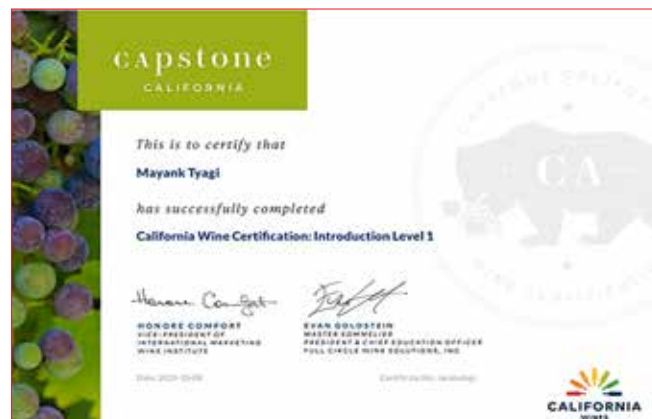 CAPSTONE
CALIFORNIA
This is to certify that
Mayank Tyagi
has successfully completed
California Wine Certification: Introduction Level 1
HONORE COMFORT
VICE-PRESIDENT OF
INTERNATIONAL MARKETING
WINE INSTITUTE
EVAN GOLDSTEIN
MASTER SOMMELIER
PRESIDENT & CHIEF EDUCATION OFFICER
FULL CIRCLE WINE SOLUTIONS, INC.
CA
CALIFORNIA
WINES